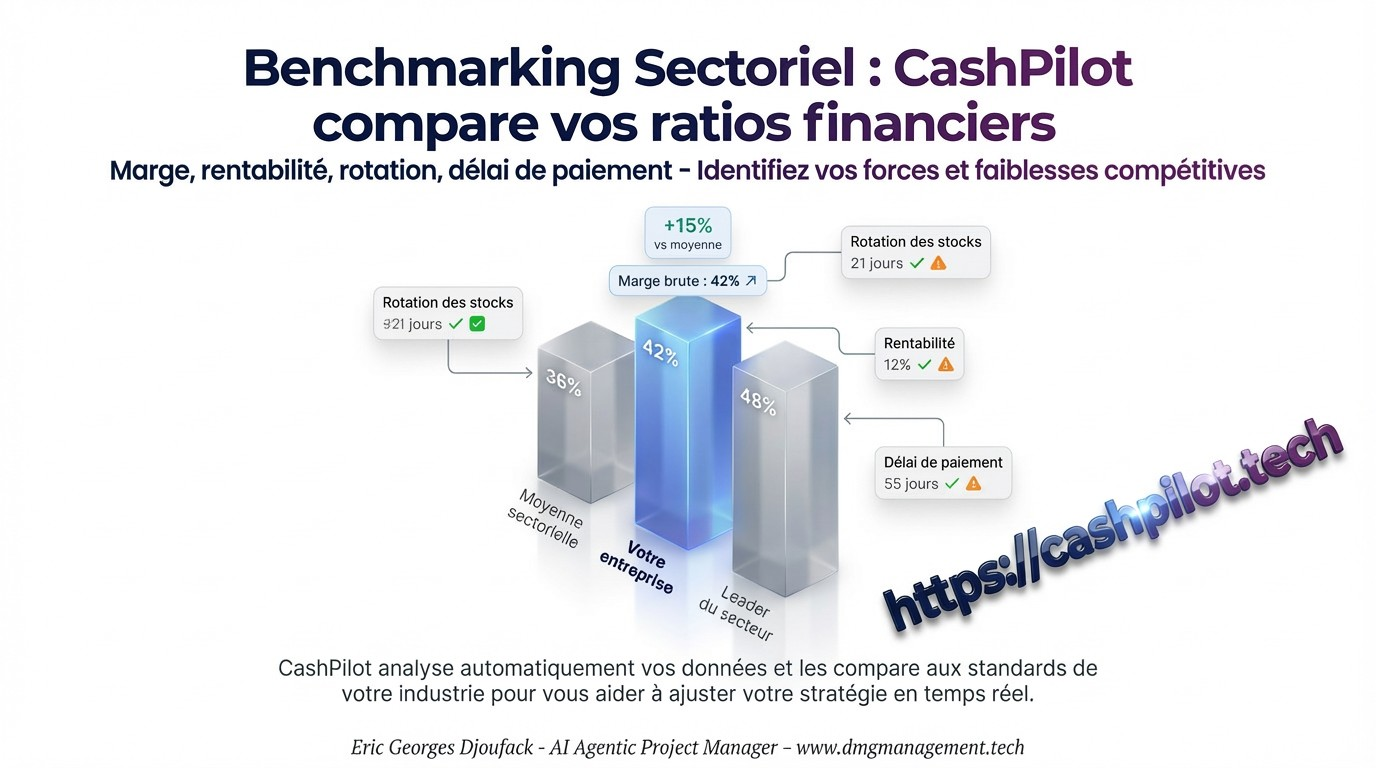 Benchmarking Sectoriel : CashPilot
compare vos ratios financiers
Marge, rentabilité, rotation, délai de paiement – Identifiez vos forces et faiblesses compétitives
+15%
vs moyenne
Marge brute : 42%
Rotation des stocks
21 jours
Rotation des stocks
jours
Rentabilité
12%
Délai de paiement
55 jours
36%
42%
48%
Moyenne
sectorielle
Votre
entreprise
Leader
du secteur
https://cashpilot.tech
CashPilot analyse automatiquement vos données et les compare aux standards de
votre industrie pour vous aider à ajuster votre stratégie en temps réel.
Eric Georges Djoufack - AI Agentic Project Manager – www.dmgmanagement.tech